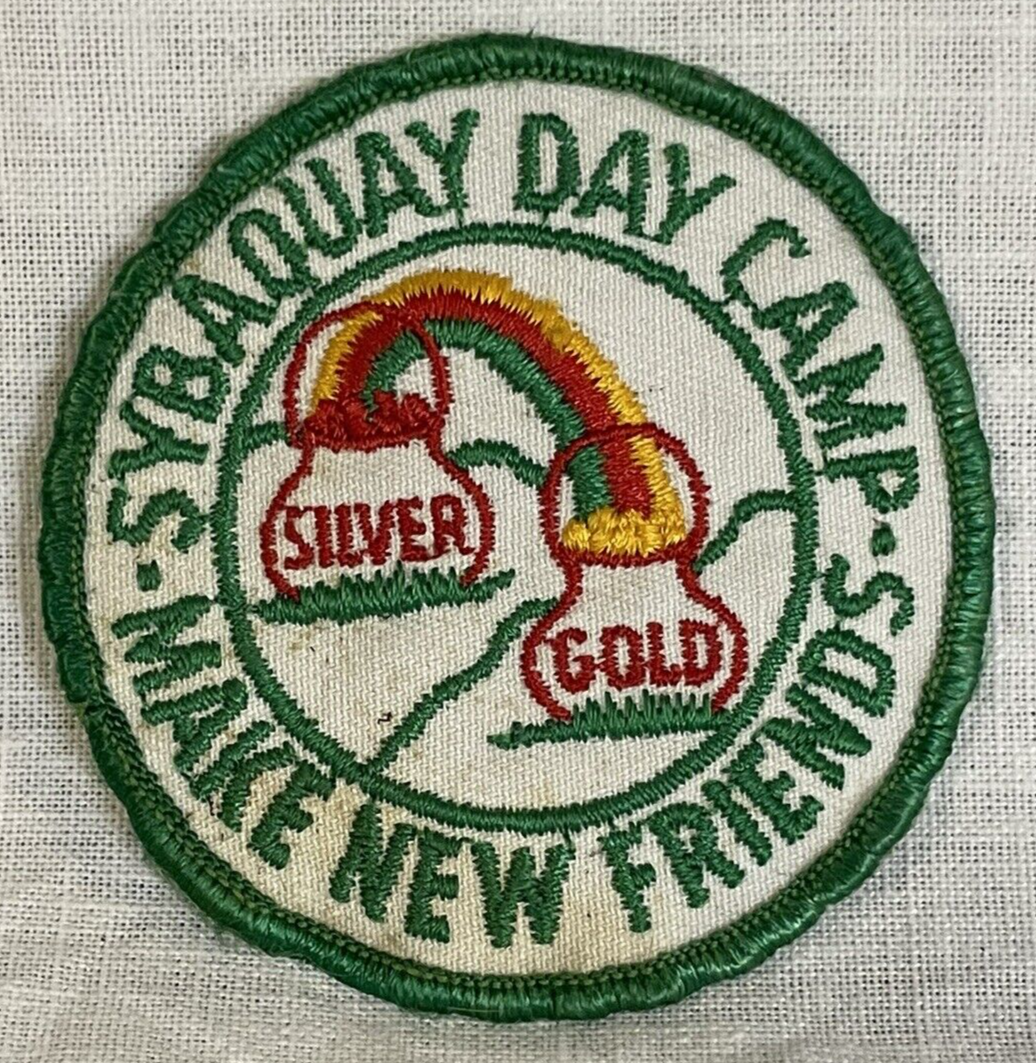 SYBAQUAY DAY CAMP
SILVER
GOLD
MAKE NEW FRIENDS